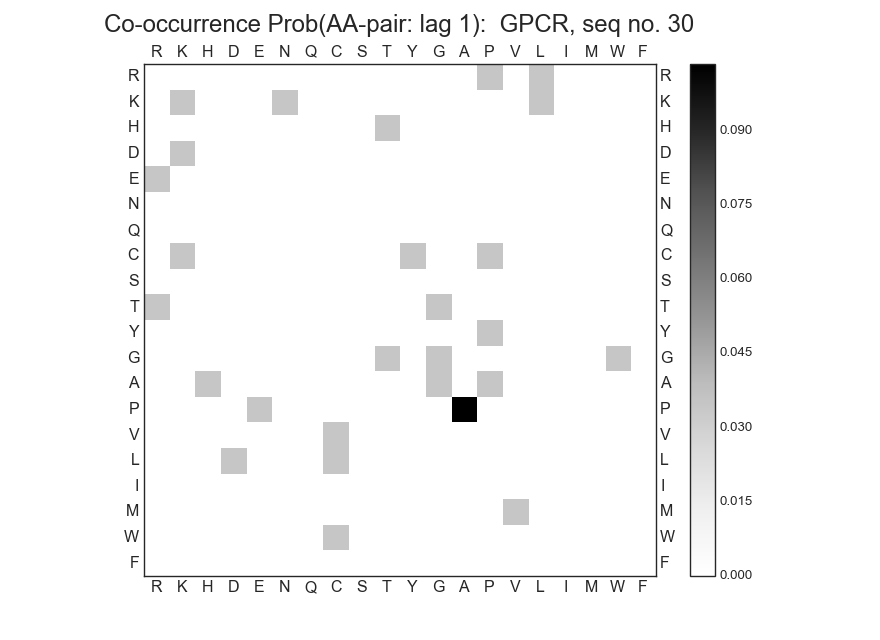 Co-occurrence Prob(AA-pair: lag 1):  GPCR, seq no. 30
R K H D E N Q C S T Y G A P V L I M W F
R R
K K
H H
D D
E E
N N
Q Q
C C
S S
T T
Y Y
G G
A A
P P
V V
L L
I I
M M
W W
F F
R K H D E N Q C S T Y G A P V L I M W F
0.090
0.075
0.060
0.045
0.030
0.015
0.000